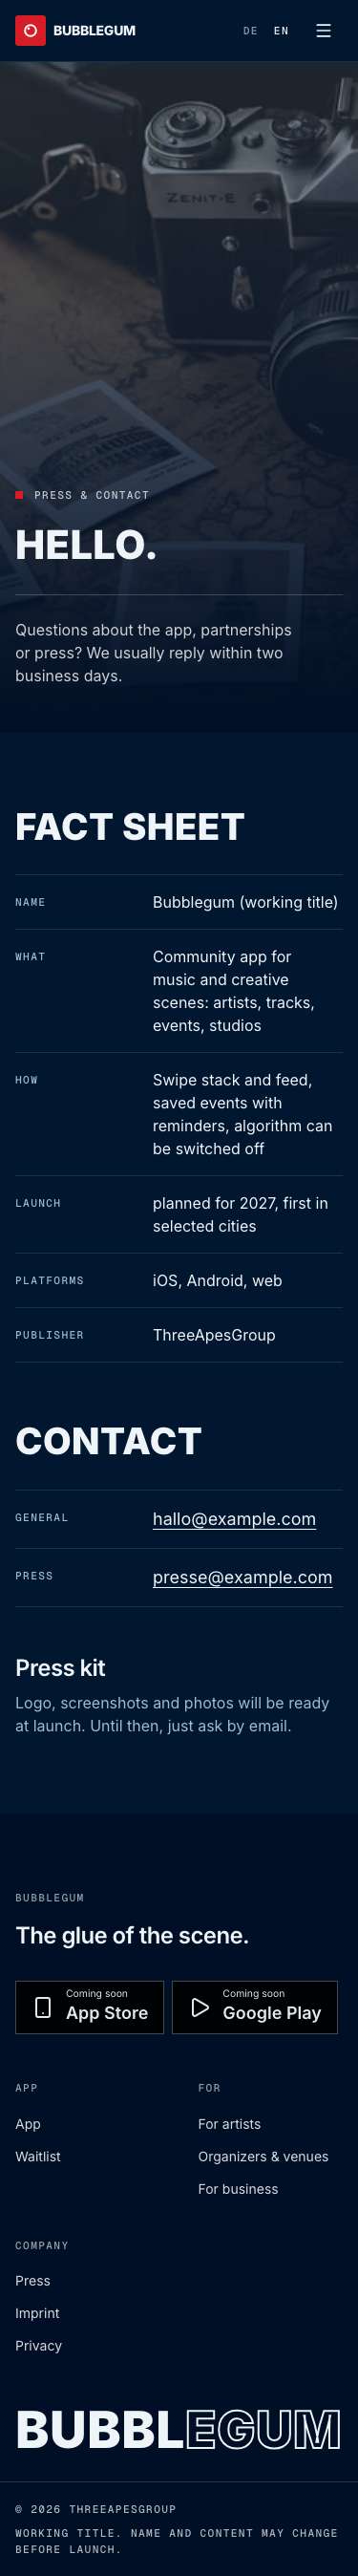 BUBBLEGUM
DE EN
ZENIT-E
PRESS & CONTACT
HELLO.
Questions about the app, partnerships
or press? We usually reply within two
business days.
FACT SHEET
NAME
Bubblegum (working title)
WHAT
Community app for
music and creative
scenes: artists, tracks,
events, studios
HOW
Swipe stack and feed,
saved events with
reminders, algorithm can
be switched off
LAUNCH
planned for 2027, first in
selected cities
PLATFORMS
iOS, Android, web
PUBLISHER
ThreeApesGroup
CONTACT
GENERAL
hallo@example.com
PRESS
presse@example.com
Press kit
Logo, screenshots and photos will be ready
at launch. Until then, just ask by email.
BUBBLEGUM
The glue of the scene.
Coming soon
App Store
Coming soon
Google Play
APP
App
Waitlist
FOR
For artists
Organizers & venues
For business
COMPANY
Press
Imprint
Privacy
BUBBLEGUM
© 2026 THREEAPESGROUP
WORKING TITLE. NAME AND CONTENT MAY CHANGE
BEFORE LAUNCH.